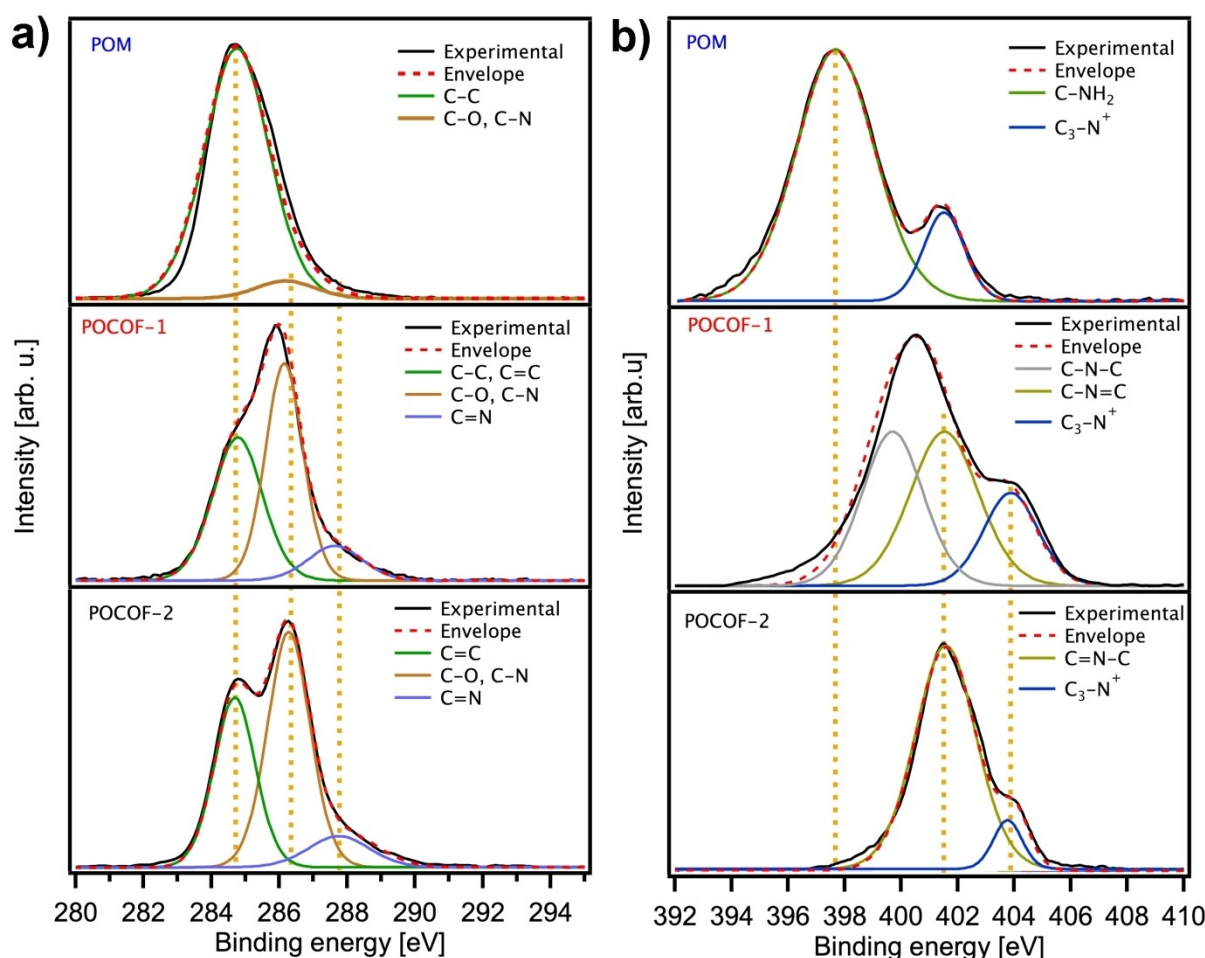 a)
POM
Experimental
Envelope
C–C
C–O, C–N
POCOF-1
Experimental
Envelope
C–C, C=C
C–O, C–N
C=N
POCOF-2
Experimental
Envelope
C=C
C–O, C–N
C=N
Intensity [arb. u.]
280 282 284 286 288 290 292 294
Binding energy [eV]
b)
POM
Experimental
Envelope
C–NH₂
C₃–N⁺
POCOF-1
Experimental
Envelope
C–N–C
C–N=C
C₃–N⁺
POCOF-2
Experimental
Envelope
C=N–C
C₃–N⁺
Intensity [arb.u]
392 394 396 398 400 402 404 406 408 410
Binding energy [eV]